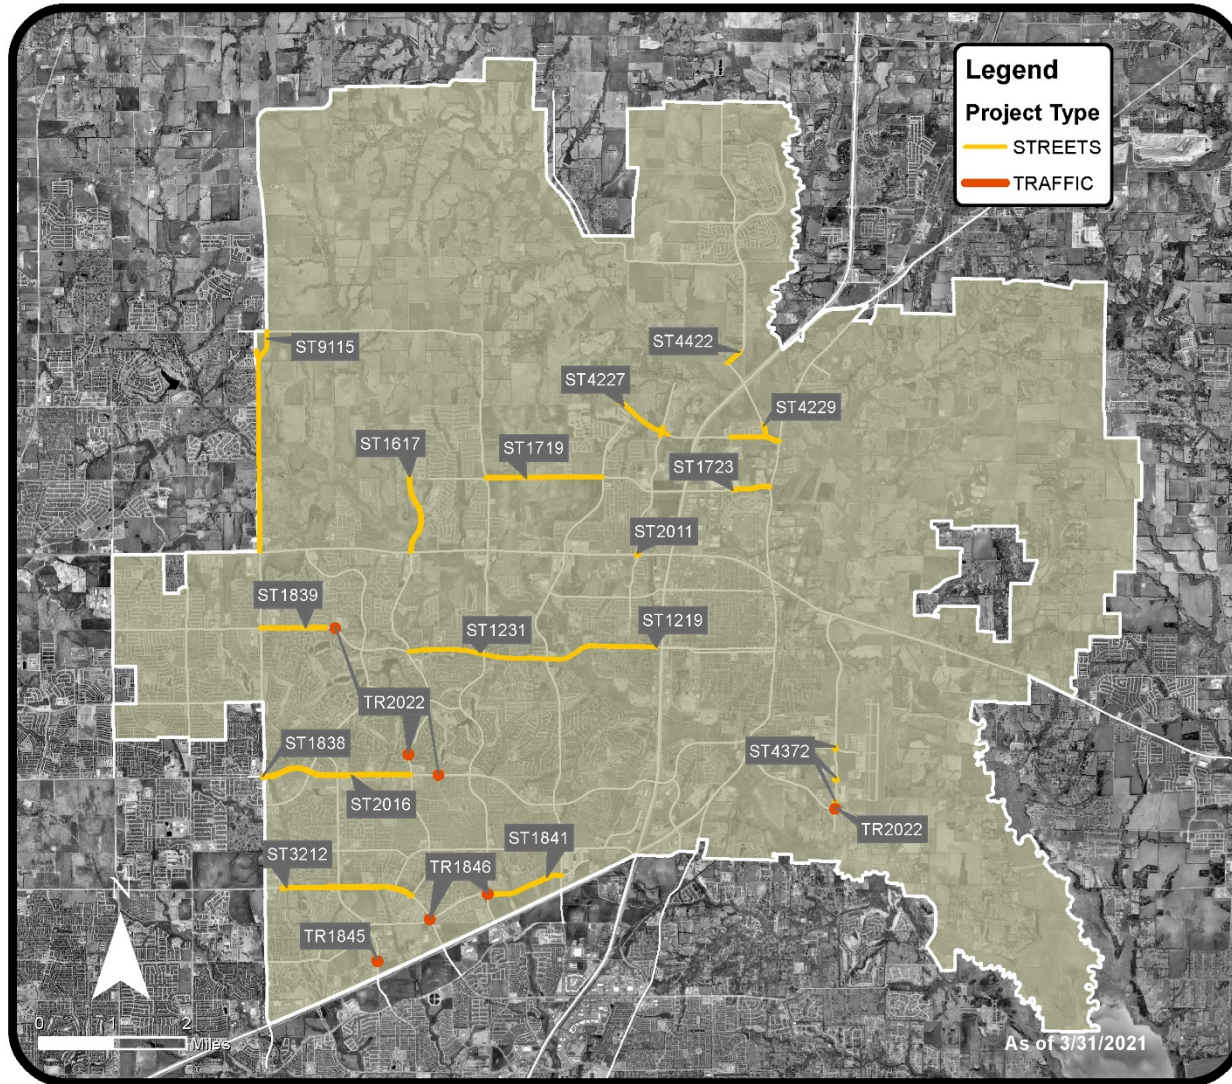 Legend
Project Type
STREETS
TRAFFIC
ST9115
ST4422
ST4227
ST4229
ST1617
ST1719
ST1723
ST2011
ST1839
ST1231
ST1219
TR2022
ST1838
ST4372
ST2016
TR2022
ST1841
ST3212
TR1846
N
TR1845
0 1 2
Miles
As of 3/31/2021